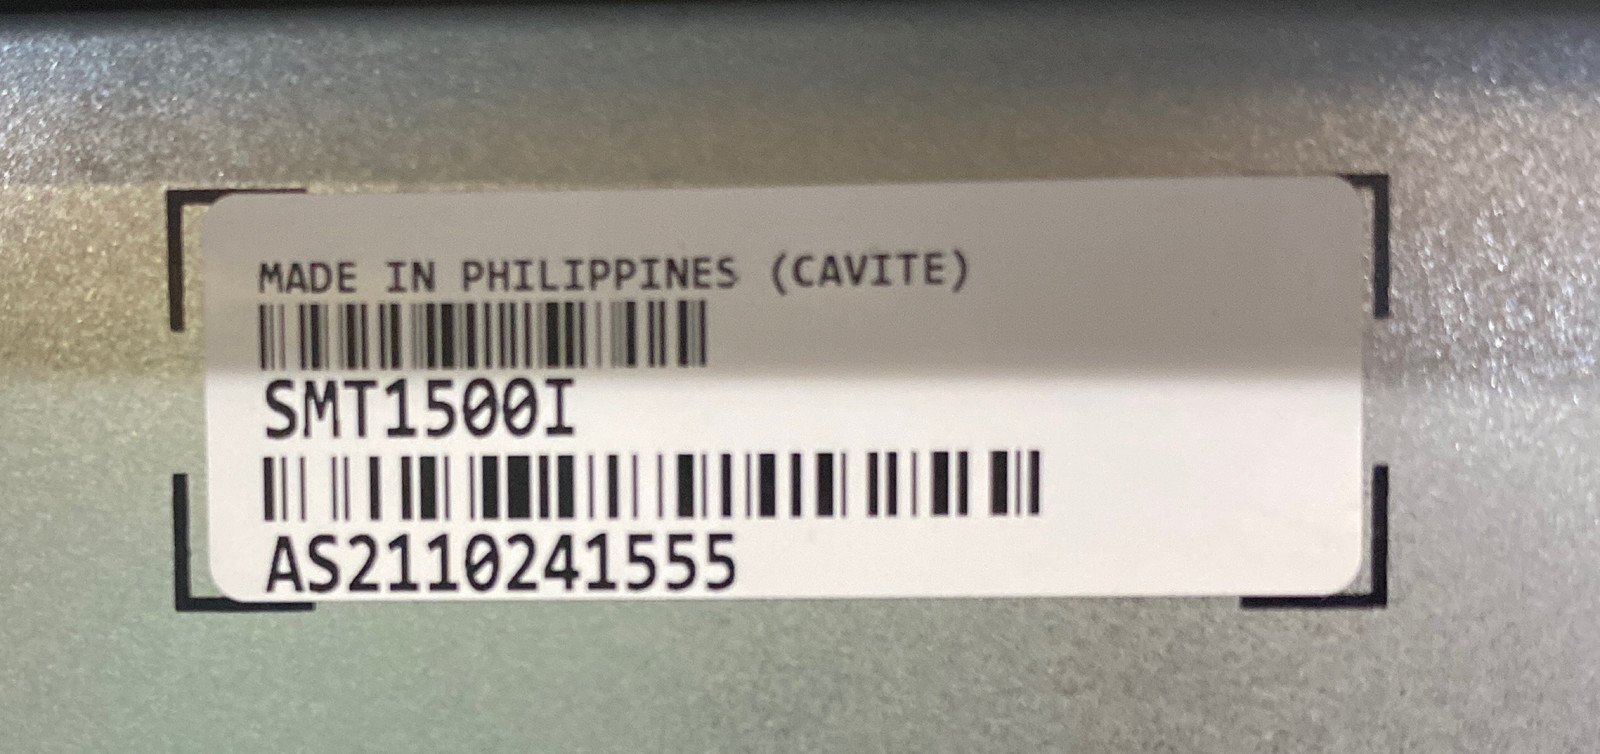 MADE IN PHILIPPINES (CAVITE)
SMT1500I
AS2110241555